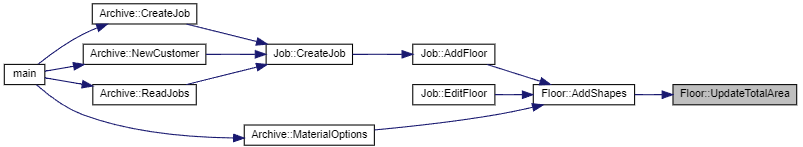 Archive::CreateJob
Archive::NewCustomer
Job::CreateJob
Job::AddFloor
main
Archive::ReadJobs
Job::EditFloor
Floor::AddShapes
Floor::UpdateTotalArea
Archive::MaterialOptions